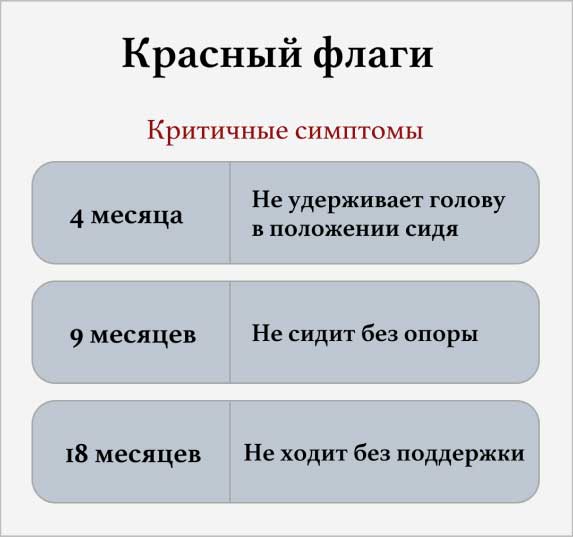 Красный флаги
Критичные симптомы
4 месяца
Не удерживает голову
в положении сидя
9 месяцев
Не сидит без опоры
18 месяцев
Не ходит без поддержки